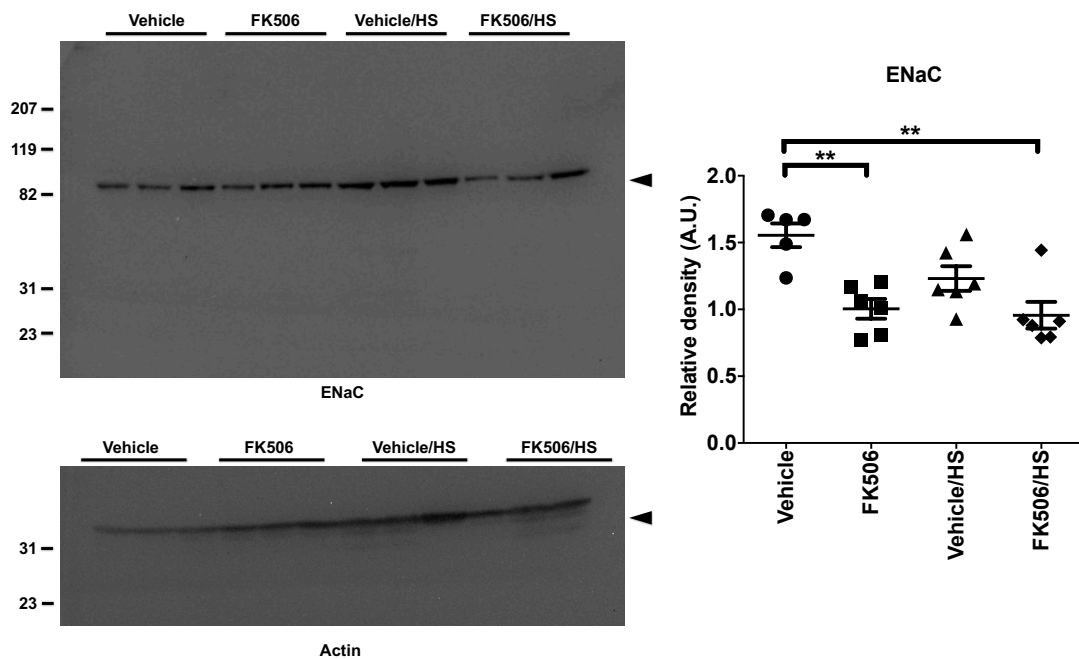 Vehicle FK506 Vehicle/HS FK506/HS
207
119
82
31
23
ENaC
Vehicle FK506 Vehicle/HS FK506/HS
31
23
Actin
ENaC
**
**
Relative density (A.U.)
2.0
1.5
1.0
0.5
0.0
Vehicle
FK506
Vehicle/HS
FK506/HS